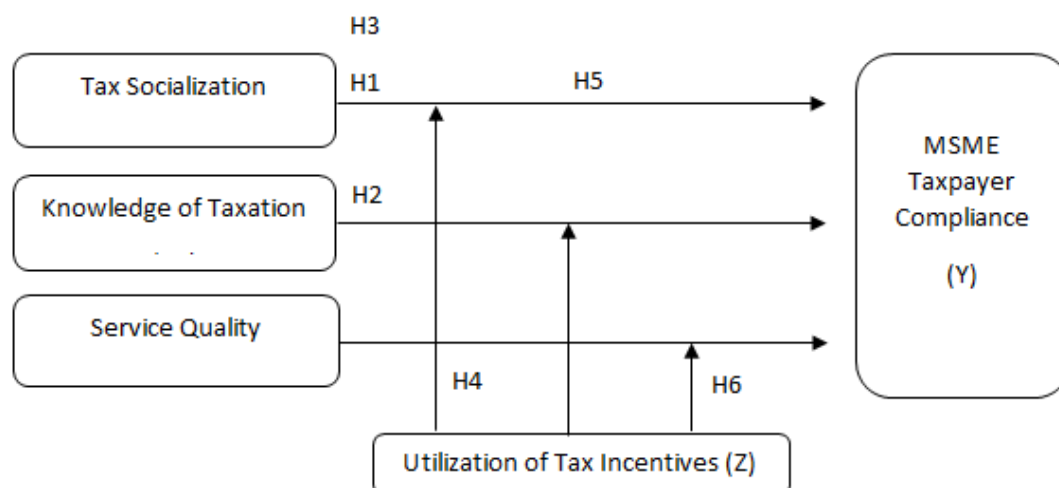 H3
Tax Socialization
H1
H5
Knowledge of Taxation
H2
Service Quality
MSME
Taxpayer
Compliance
(Y)
H4
H6
Utilization of Tax Incentives (Z)